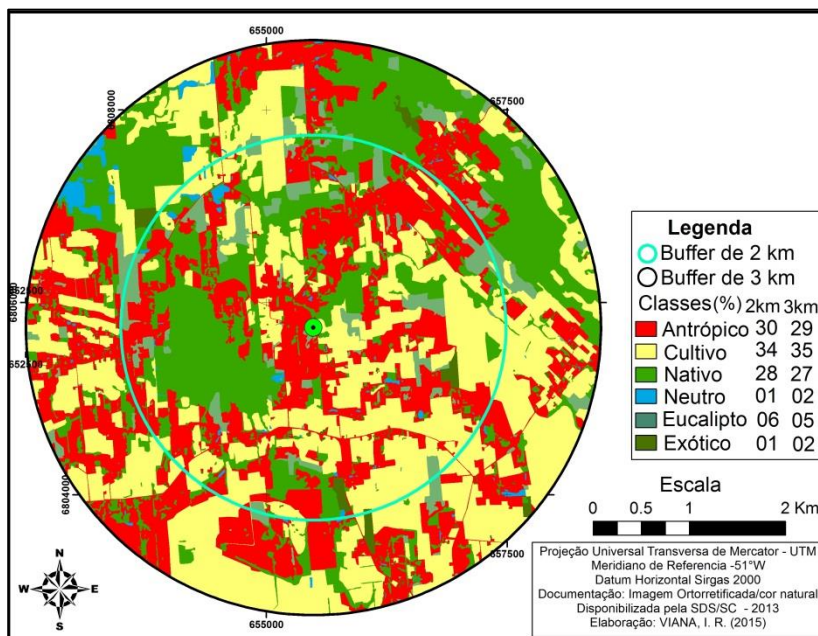 655000
6808000
657500
652500
6806000
652500
6804000
657500
655000
N
W E
S
Legenda
Buffer de 2 km
Buffer de 3 km
Classes(%) 2km 3km
Antrópico 30 29
Cultivo 34 35
Nativo 28 27
Neutro 01 02
Eucalipto 06 05
Exótico 01 02
Escala
0 0.5 1 2 Km
Projeção Universal Transversa de Mercator - UTM
Meridiano de Referencia -51°W
Datum Horizontal Sirgas 2000
Documentação: Imagem Ortorretificada/cor natural
Disponibilizada pela SDS/SC - 2013
Elaboração: VIANA, I. R. (2015)